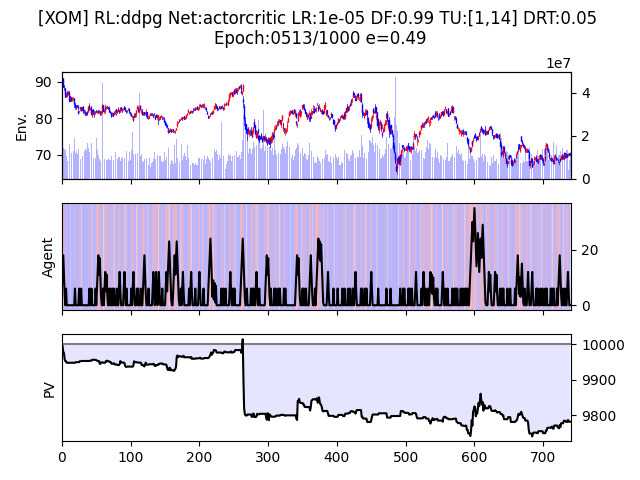 [XOM] RL:ddpg Net:actorcritic LR:1e-05 DF:0.99 TU:[1,14] DRT:0.05
Epoch:0513/1000 e=0.49
1e7
90
80
70
Env.
4
2
0
Agent
20
0
PV
10000
9900
9800
0 100 200 300 400 500 600 700